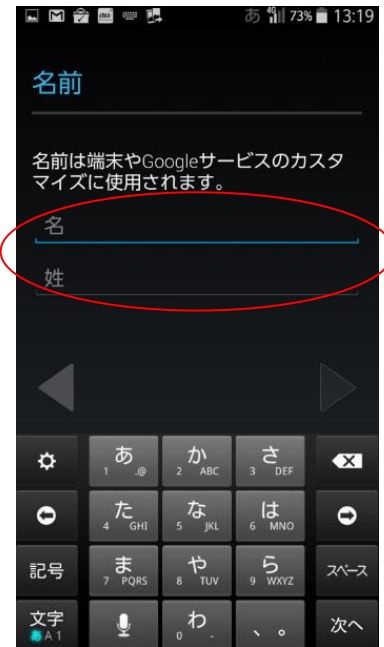 あ 4G 73% 13:19
名前
名前は端末やGoogleサービスのカスタ
マイズに使用されます。
名
姓
あ 1 .@ か 2 ABC さ 3 DEF
た 4 GHI な 5 JKL は 6 MNO
記号 ま 7 PQRS や 8 TUV ら 9 WXYZ スペース
文字 あA1 わ 0 - 、。 次へ